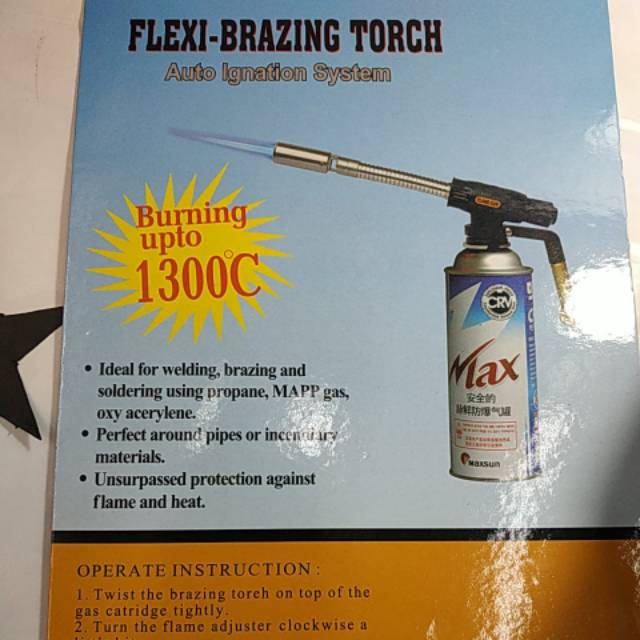 FLEXI-BRAZING TORCH
Auto Ignation System
Burning
upto
1300°C
CRV
Max
安全的
Maxsun
• Ideal for welding, brazing and
soldering using propane, MAPP gas,
oxy acerylene.
• Perfect around pipes or incendiary
materials.
• Unsurpassed protection against
flame and heat.
OPERATE INSTRUCTION :
1. Twist the brazing toreh on top of the
gas catridge tightly.
2. Turn the flame adjuster clockwise a